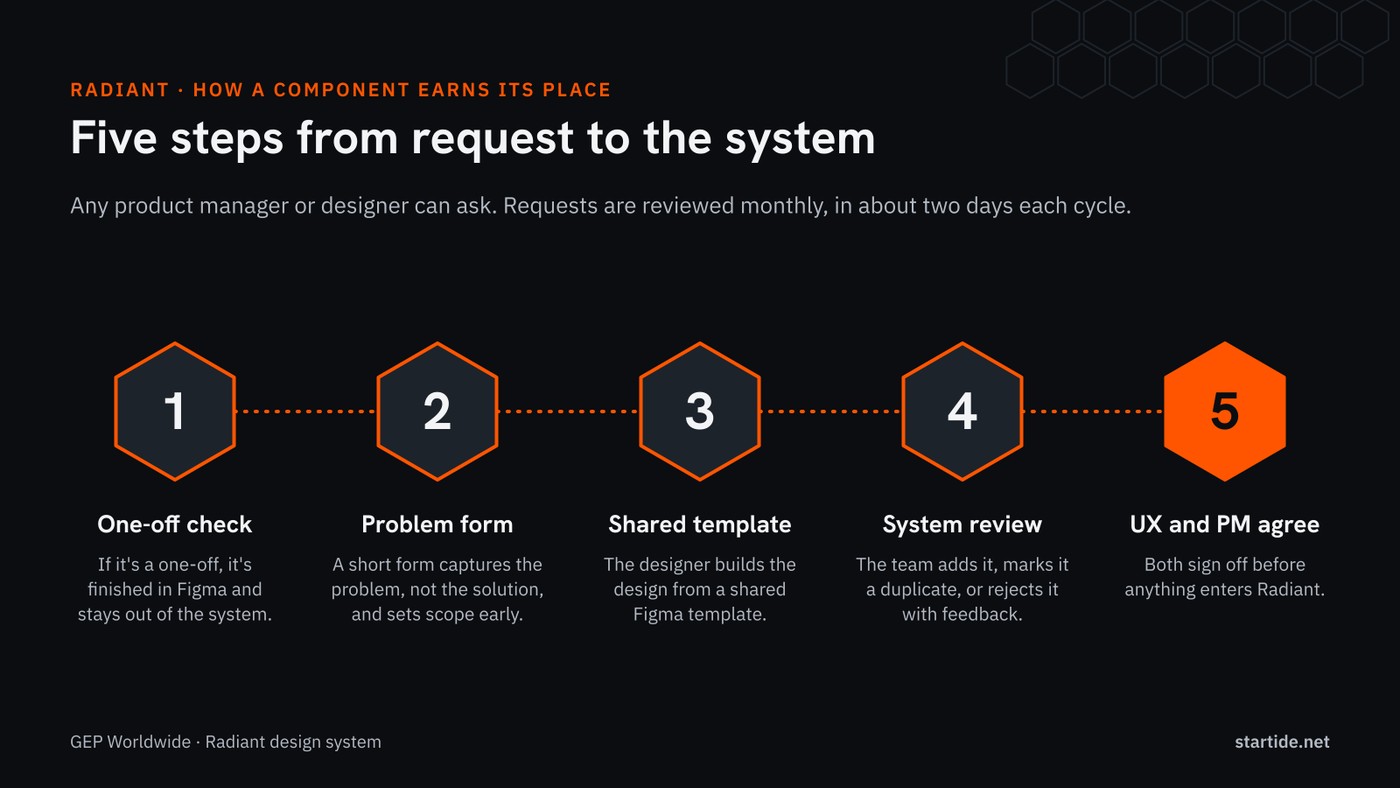 RADIANT · HOW A COMPONENT EARNS ITS PLACE
Five steps from request to the system
Any product manager or designer can ask. Requests are reviewed monthly, in about two days each cycle.
1
2
3
4
5
One-off check
If it's a one-off, it's
finished in Figma and
stays out of the system.
Problem form
A short form captures the
problem, not the solution,
and sets scope early.
Shared template
The designer builds the
design from a shared
Figma template.
System review
The team adds it, marks it
a duplicate, or rejects it
with feedback.
UX and PM agree
Both sign off before
anything enters Radiant.
GEP Worldwide · Radiant design system
startide.net